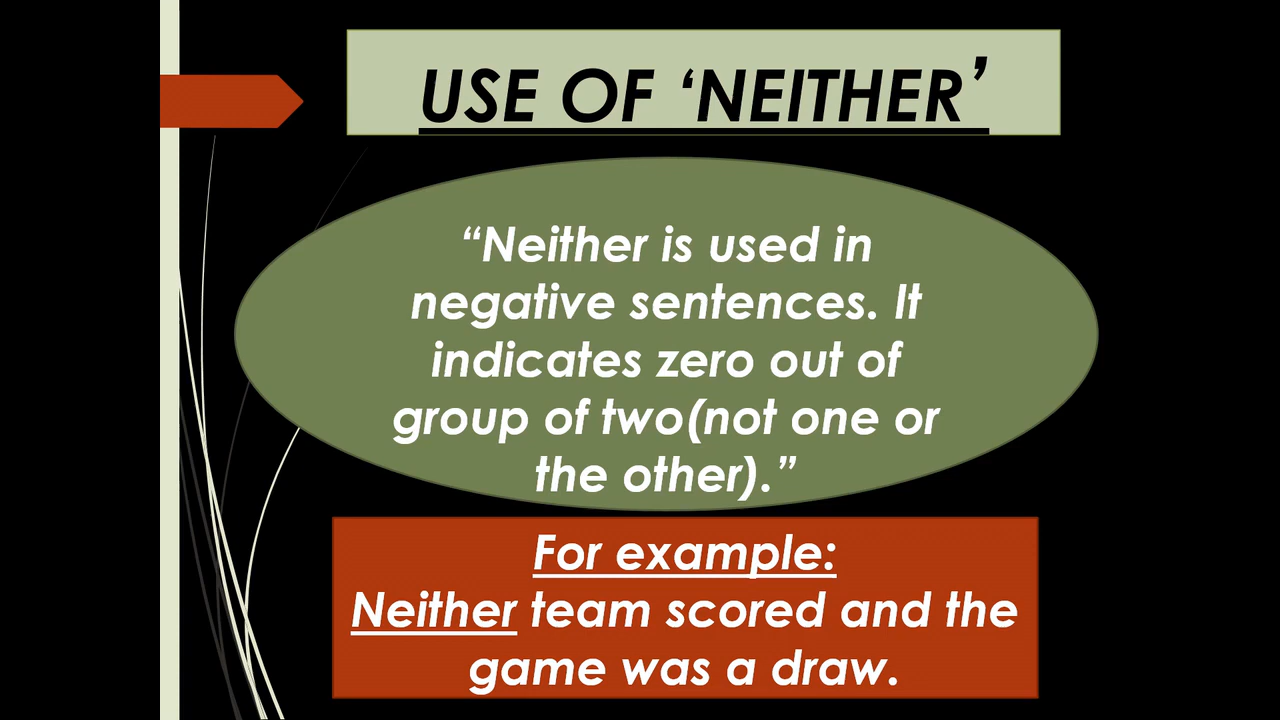 USE OF ‘NEITHER’
“Neither is used in
negative sentences. It
indicates zero out of
group of two(not one or
the other).”
For example:
Neither team scored and the
game was a draw.